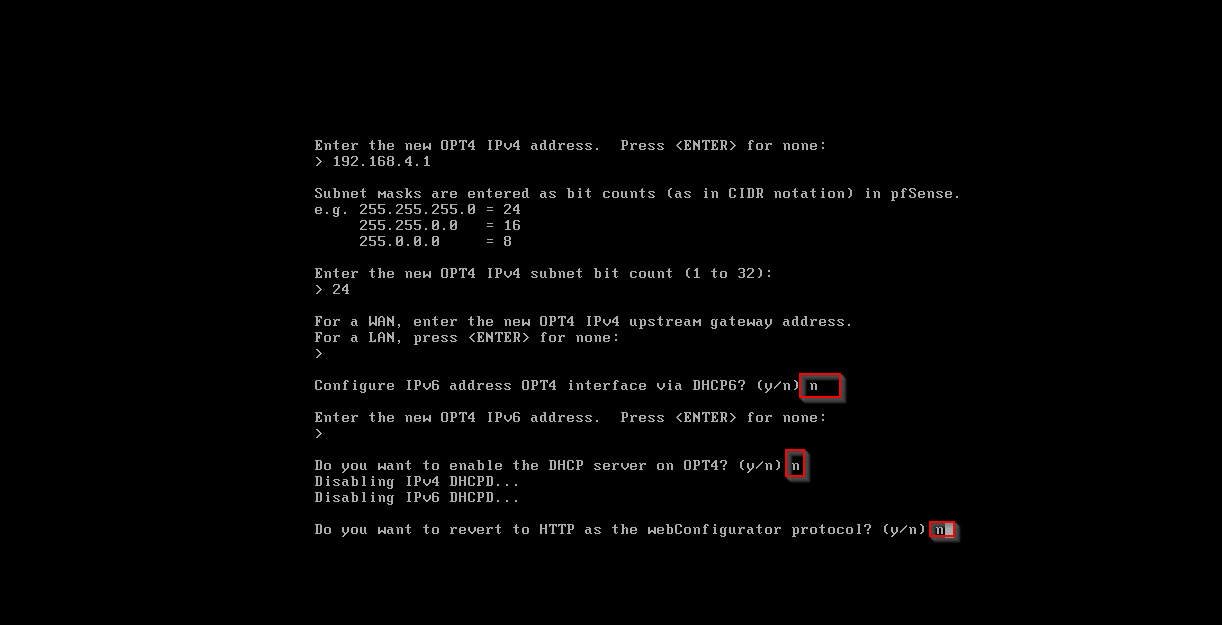 Enter the new OPT4 IPv4 address.  Press <ENTER> for none:
> 192.168.4.1
Subnet masks are entered as bit counts (as in CIDR notation) in pfSense.
e.g. 255.255.255.0 = 24
     255.255.0.0   = 16
     255.0.0.0     = 8
Enter the new OPT4 IPv4 subnet bit count (1 to 32):
> 24
For a WAN, enter the new OPT4 IPv4 upstream gateway address.
For a LAN, press <ENTER> for none:
>
Configure IPv6 address OPT4 interface via DHCP6? (y/n) n
Enter the new OPT4 IPv6 address.  Press <ENTER> for none:
>
Do you want to enable the DHCP server on OPT4? (y/n) n
Disabling IPv4 DHCPD...
Disabling IPv6 DHCPD...
Do you want to revert to HTTP as the webConfigurator protocol? (y/n) n